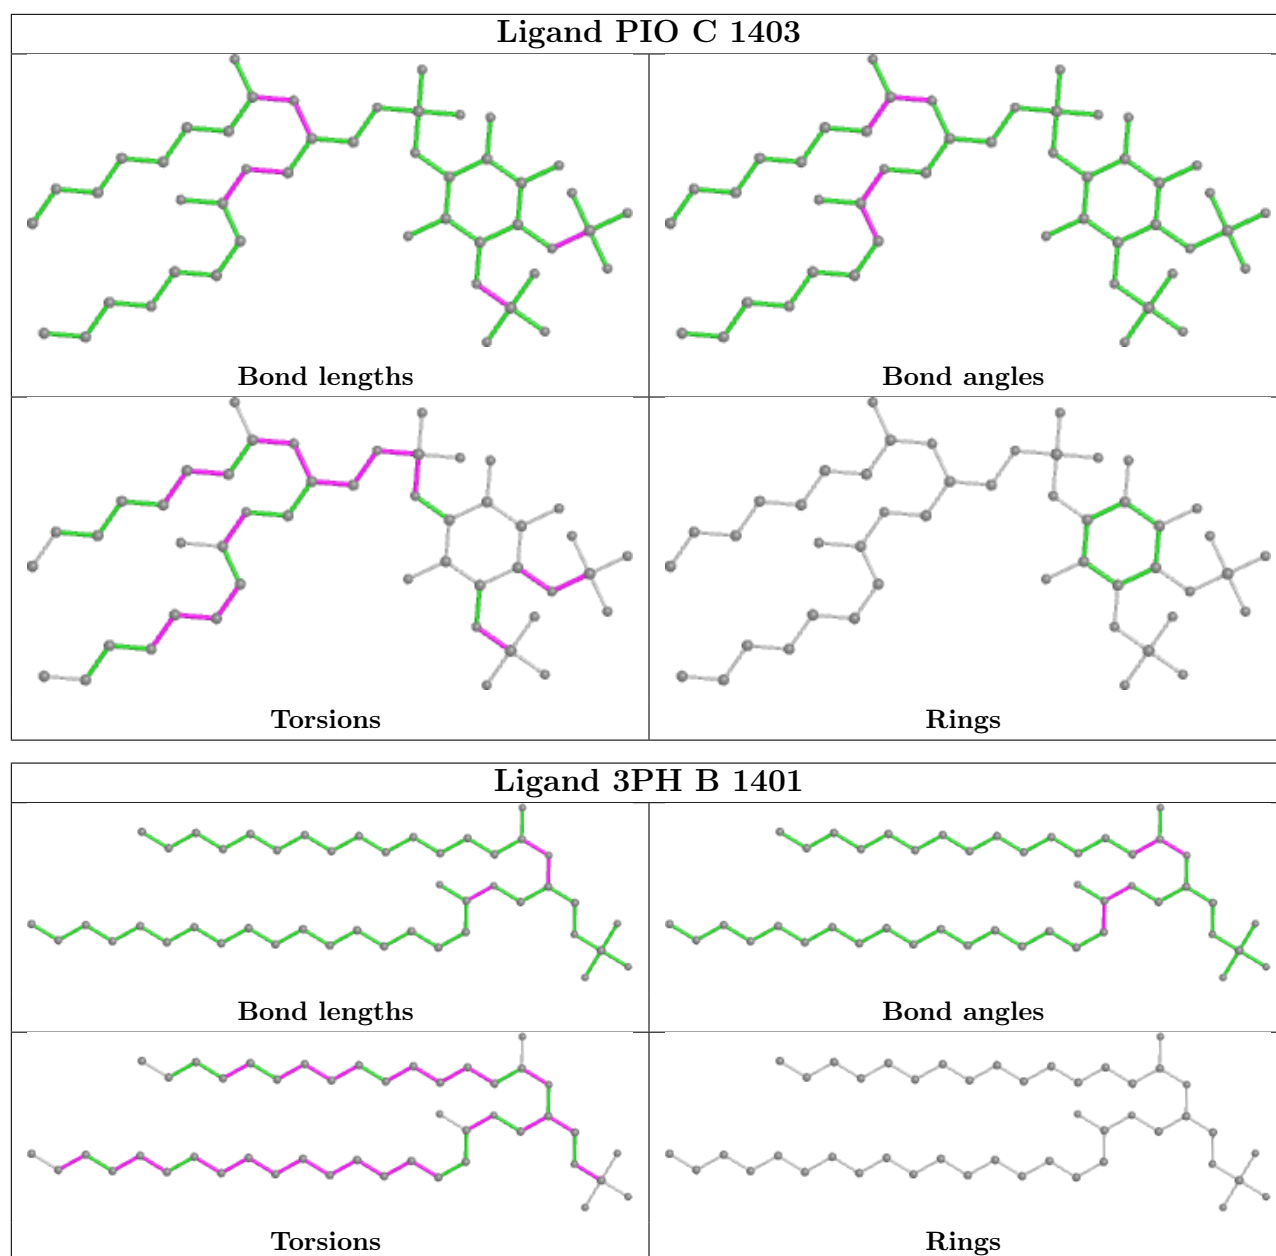 Ligand PIO C 1403
Bond lengths
Bond angles
Torsions
Rings
Ligand 3PH B 1401
Bond lengths
Bond angles
Torsions
Rings